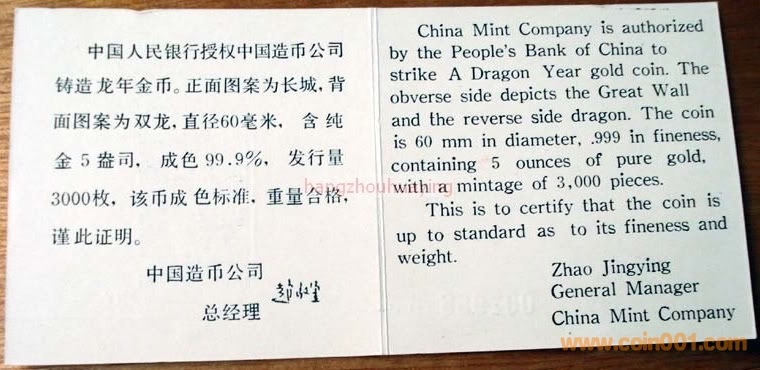 中国人民银行授权中国造币公司
铸造龙年金币。正面图案为长城,背
面图案为双龙,直径60毫米,含纯
金5盎司,成色99.9%,发行量
3000枚,该币成色标准,重量合格,
谨此证明。
中国造币公司
总经理
China Mint Company is authorized
by the People's Bank of China to
strike A Dragon Year gold coin. The
obverse side depicts the Great Wall
and the reverse side dragon. The coin
is 60 mm in diameter, .999 in fineness,
containing 5 ounces of pure gold,
with a mintage of 3,000 pieces.
This is to certify that the coin is
up to standard as to its fineness and
weight.
Zhao Jingying
General Manager
China Mint Company
www.coin001.com